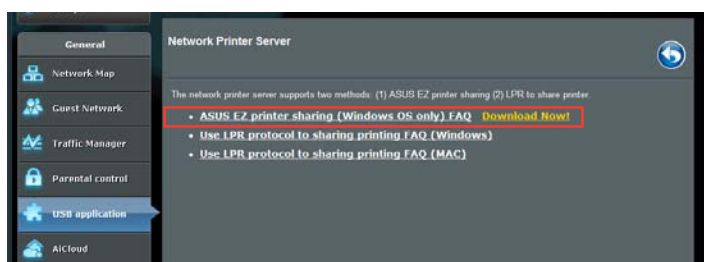 General
Network Map
Guest Network
Traffic Manager
Parental control
USB application
AiCloud
Network Printer Server
The network printer server supports two methods: (1) ASUS EZ printer sharing (2) LPR to share printer.
ASUS EZ printer sharing (Windows OS only) FAQ Download Now!
Use LPR protocol to sharing printing FAQ (Windows)
Use LPR protocol to sharing printing FAQ (MAC)